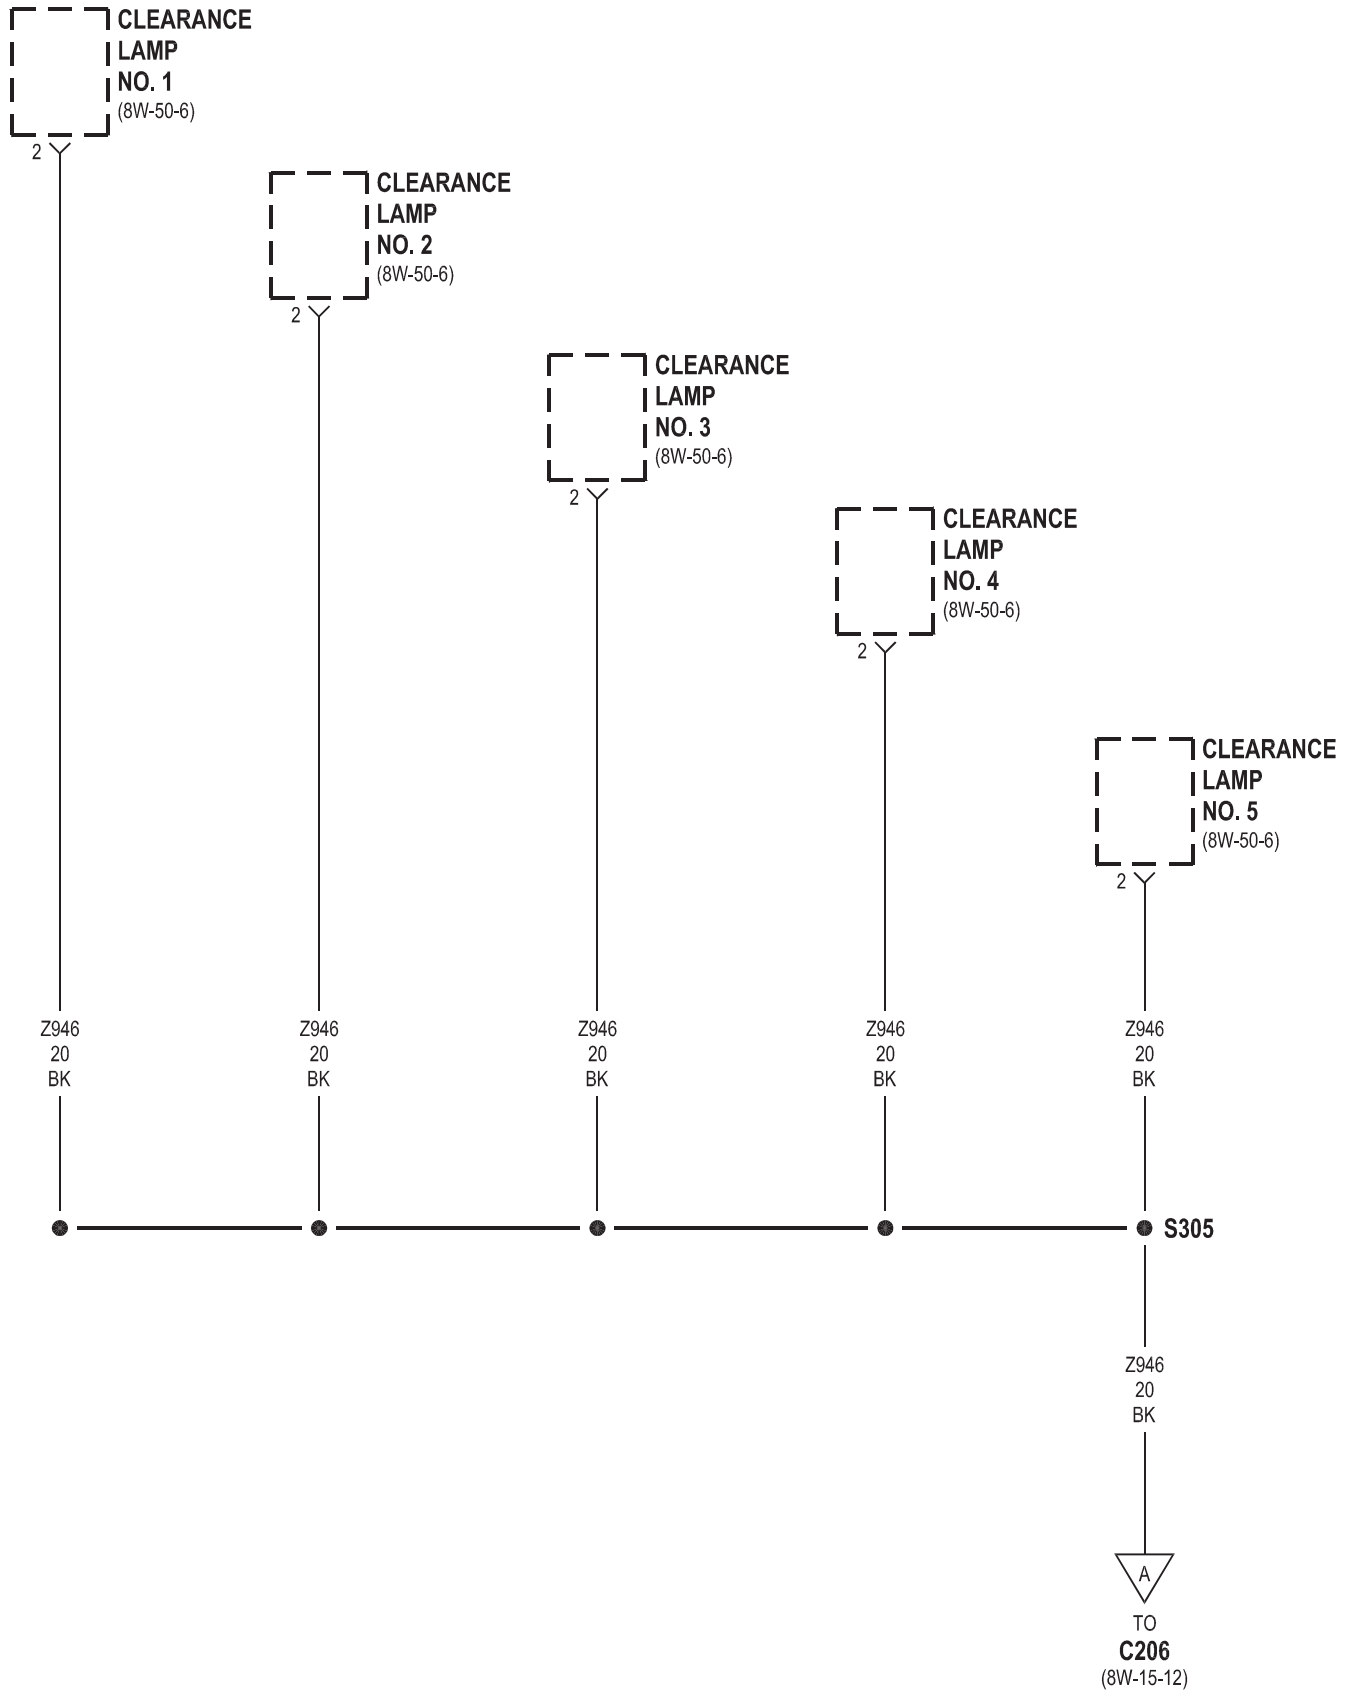 CLEARANCE
LAMP
NO. 1
(8W-50-6)
2
CLEARANCE
LAMP
NO. 2
(8W-50-6)
2
CLEARANCE
LAMP
NO. 3
(8W-50-6)
2
CLEARANCE
LAMP
NO. 4
(8W-50-6)
2
CLEARANCE
LAMP
NO. 5
(8W-50-6)
2
Z946
20
BK
Z946
20
BK
Z946
20
BK
Z946
20
BK
Z946
20
BK
S305
Z946
20
BK
A
TO
C206
(8W-15-12)